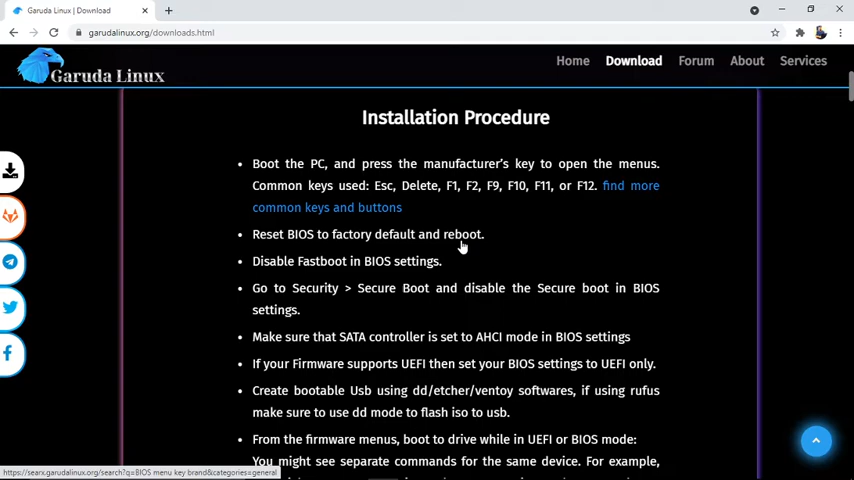 Garuda Linux | Download
garudalinux.org/downloads.html
Garuda Linux
Home Download Forum About Services
Installation Procedure
Boot the PC, and press the manufacturer's key to open the menus.
Common keys used: Esc, Delete, F1, F2, F9, F10, F11, or F12. find more
common keys and buttons
Reset BIOS to factory default and reboot.
Disable Fastboot in BIOS settings.
Go to Security > Secure Boot and disable the Secure boot in BIOS
settings.
Make sure that SATA controller is set to AHCI mode in BIOS settings
If your Firmware supports UEFI then set your BIOS settings to UEFI only.
Create bootable Usb using dd/etcher/ventoy softwares, if using rufus
make sure to use dd mode to flash iso to usb.
From the firmware menus, boot to drive while in UEFI or BIOS mode:
You might see separate commands for the same device. For example,
https://searx.garudalinux.org/search?q=BIOS menu key brand&categories=general